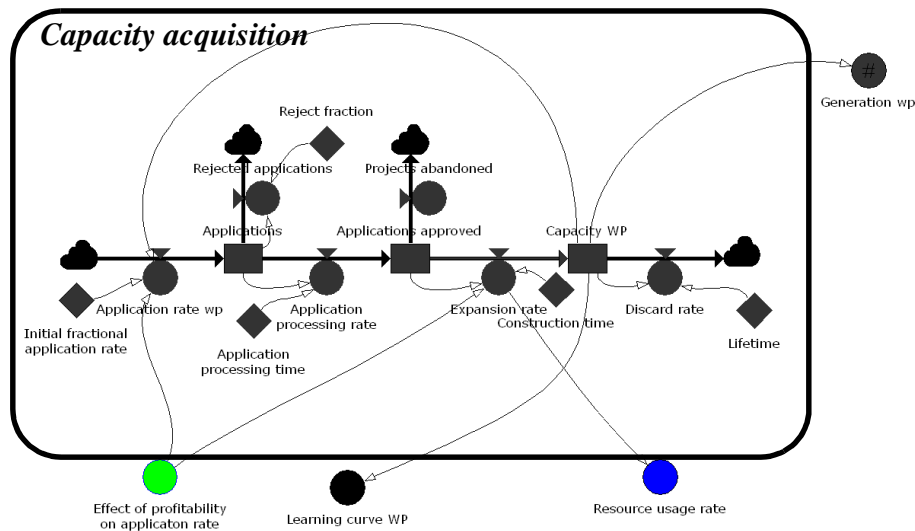 Capacity acquisition
#
Generation wp
Reject fraction
Rejected applications
Projects abandoned
Applications
Applications approved
Capacity WP
Application rate wp
Application
processing rate
Expansion rate
Discard rate
Construction time
Initial fractional
application rate
Application
processing time
Lifetime
Effect of profitability
on applicaton rate
Learning curve WP
Resource usage rate